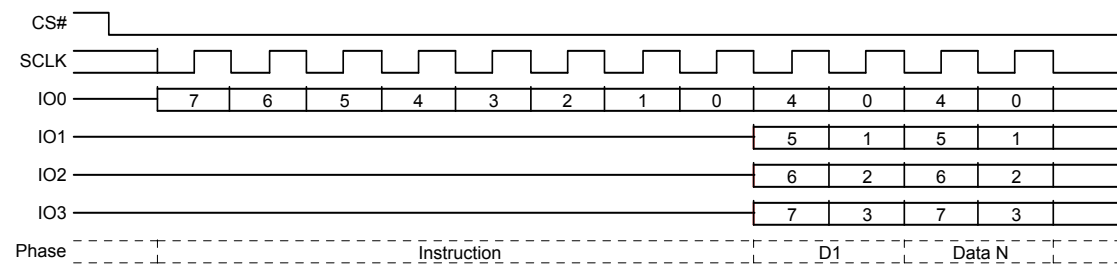 CS#
SCLK
IO0 7 6 5 4 3 2 1 0 4 0 4 0
IO1 5 1 5 1
IO2 6 2 6 2
IO3 7 3 7 3
Phase Instruction D1 Data N